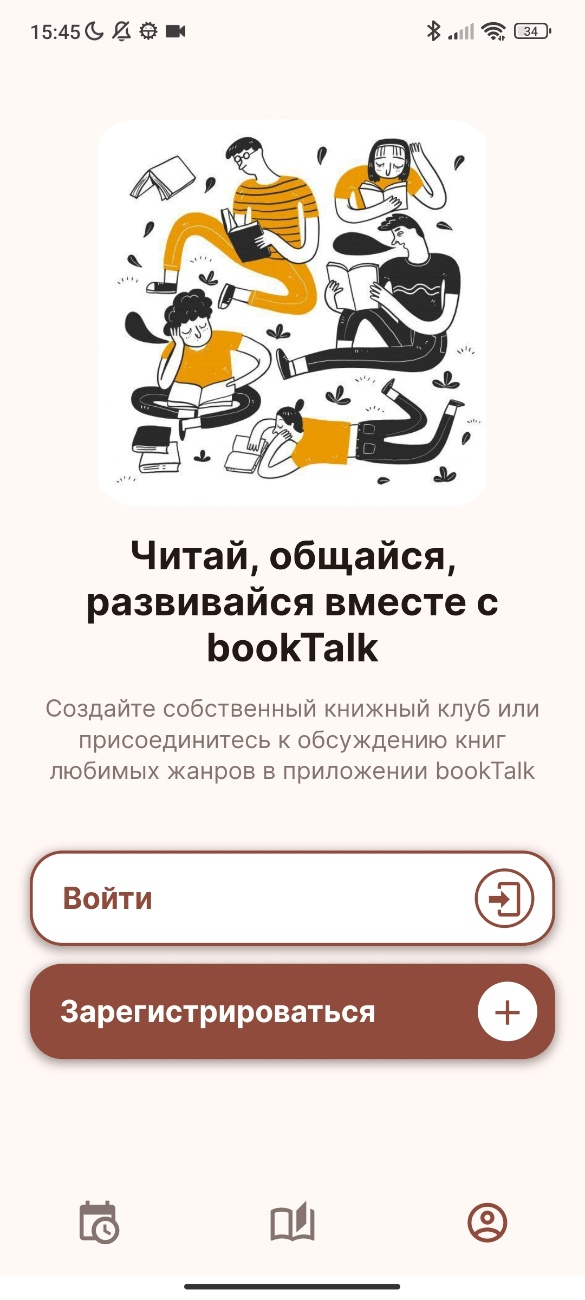 15:45
34
Читай, общайся,
развивайся вместе с
bookTalk
Создайте собственный книжный клуб или
присоединитесь к обсуждению книг
любимых жанров в приложении bookTalk
Войти
Зарегистрироваться